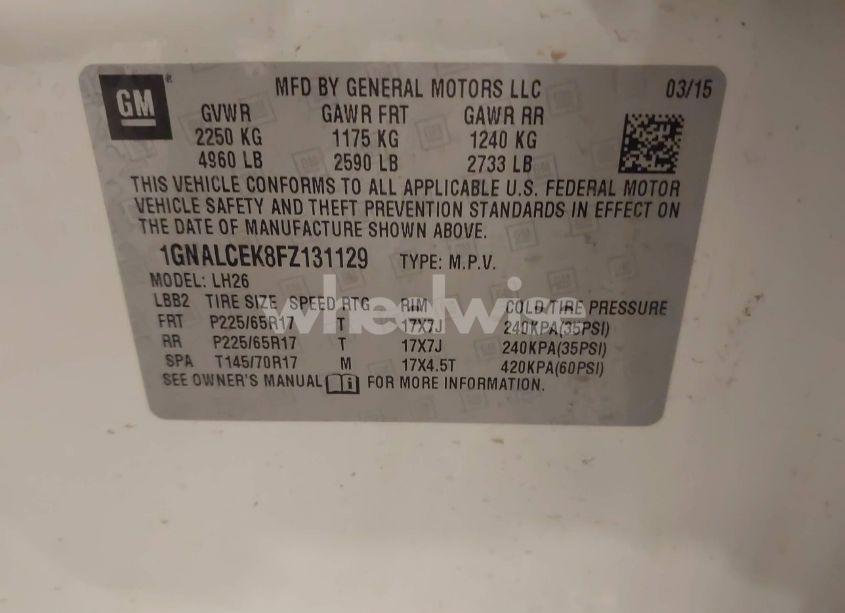 GM
MFD BY GENERAL MOTORS LLC 03/15
GVWR GAWR FRT GAWR RR
2250 KG 1175 KG 1240 KG
4960 LB 2590 LB 2733 LB
THIS VEHICLE CONFORMS TO ALL APPLICABLE U.S. FEDERAL MOTOR
VEHICLE SAFETY AND THEFT PREVENTION STANDARDS IN EFFECT ON
THE DATE OF MANUFACTURE SHOWN ABOVE.
1GNALCEK8FZ131129 TYPE: M.P.V.
MODEL: LH26
LBB2 TIRE SIZE SPEED RTG RIM COLD TIRE PRESSURE
wheelwise
FRT P225/65R17 T 17X7J 240KPA(35PSI)
RR P225/65R17 T 17X7J 240KPA(35PSI)
SPA T145/70R17 M 17X4.5T 420KPA(60PSI)
SEE OWNER'S MANUAL FOR MORE INFORMATION.